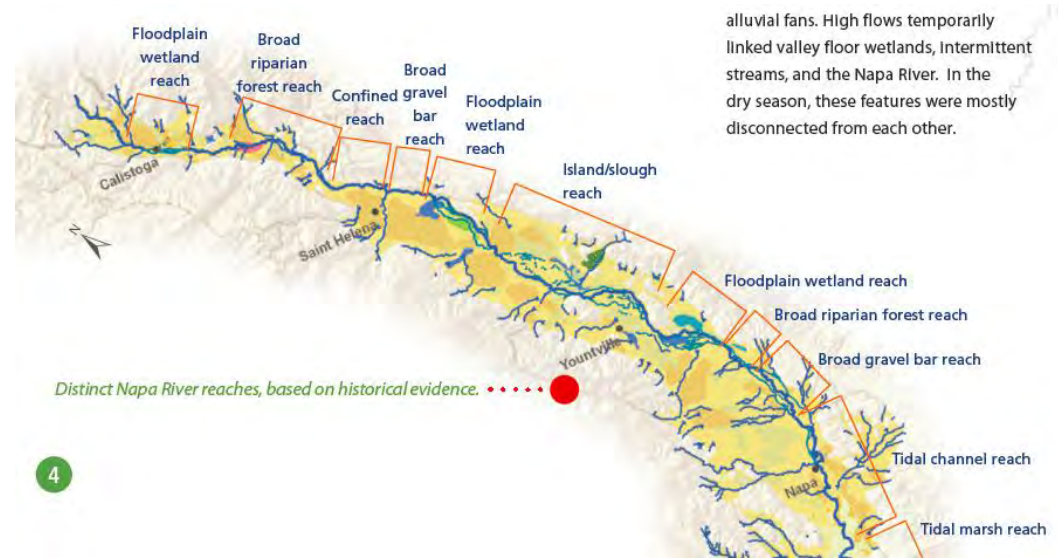 alluvial fans. High flows temporarily
linked valley floor wetlands, intermittent
streams, and the Napa River. In the
dry season, these features were mostly
disconnected from each other.
Floodplain
wetland
reach
Broad
riparian
forest reach
Confined
reach
Broad
gravel
bar
reach
Floodplain
wetland
reach
Island/slough
reach
Calistoga
Saint Helena
N
Floodplain wetland reach
Broad riparian forest reach
Broad gravel bar reach
Yountville
Distinct Napa River reaches, based on historical evidence.
Tidal channel reach
4
Napa
Tidal marsh reach